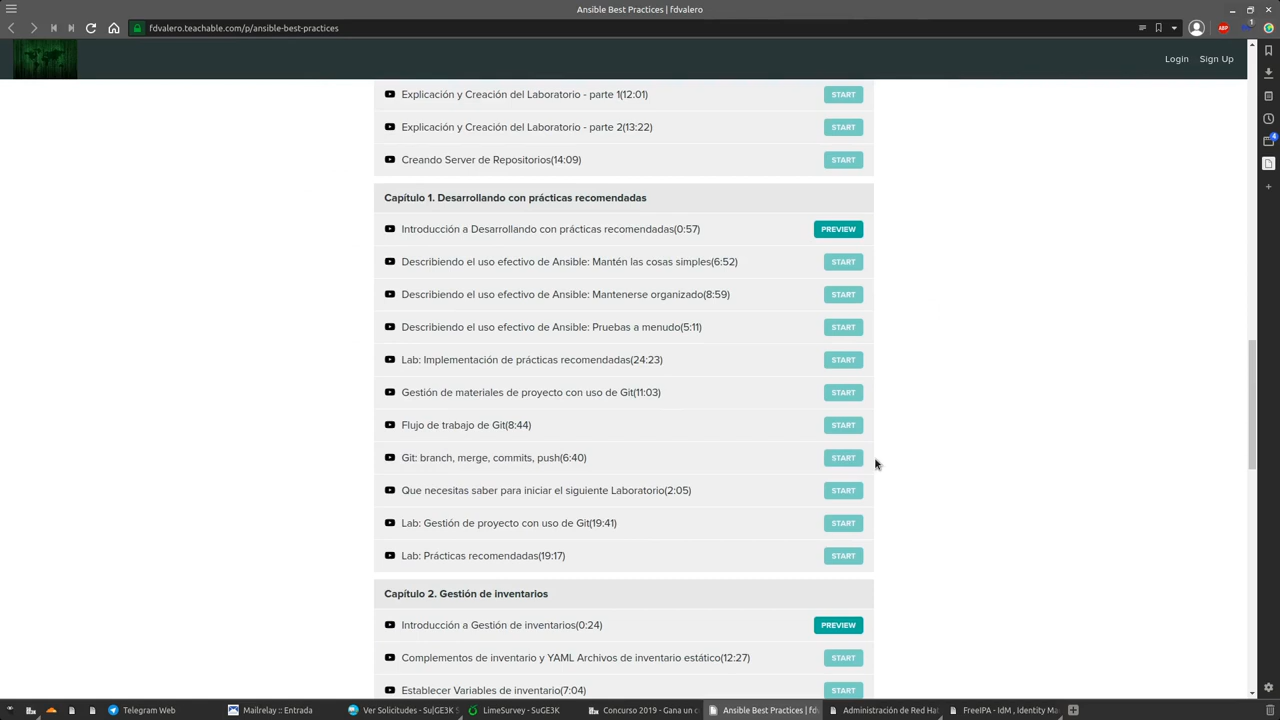 Ansible Best Practices | fdvalero
fdvalero.teachable.com/p/ansible-best-practices
ABP
1
Login Sign Up
Explicación y Creación del Laboratorio - parte 1(12:01) START
Explicación y Creación del Laboratorio - parte 2(13:22) START
Creando Server de Repositorios(14:09) START
Capítulo 1. Desarrollando con prácticas recomendadas
Introducción a Desarrollando con prácticas recomendadas(0:57) PREVIEW
Describiendo el uso efectivo de Ansible: Mantén las cosas simples(6:52) START
Describiendo el uso efectivo de Ansible: Mantenerse organizado(8:59) START
Describiendo el uso efectivo de Ansible: Pruebas a menudo(5:11) START
Lab: Implementación de prácticas recomendadas(24:23) START
Gestión de materiales de proyecto con uso de Git(11:03) START
Flujo de trabajo de Git(8:44) START
Git: branch, merge, commits, push(6:40) START
Que necesitas saber para iniciar el siguiente Laboratorio(2:05) START
Lab: Gestión de proyecto con uso de Git(19:41) START
Lab: Prácticas recomendadas(19:17) START
Capítulo 2. Gestión de inventarios
Introducción a Gestión de inventarios(0:24) PREVIEW
Complementos de inventario y YAML Archivos de inventario estático(12:27) START
Establecer Variables de inventario(7:04) START
4
Telegram Web Mailrelay :: Entrada Ver Solicitudes - Su|GE3K S LimeSurvey - SuGE3K Concurso 2019 - Gana un c Ansible Best Practices | fd Administración de Red Hat FreeIPA - IdM , Identity Ma